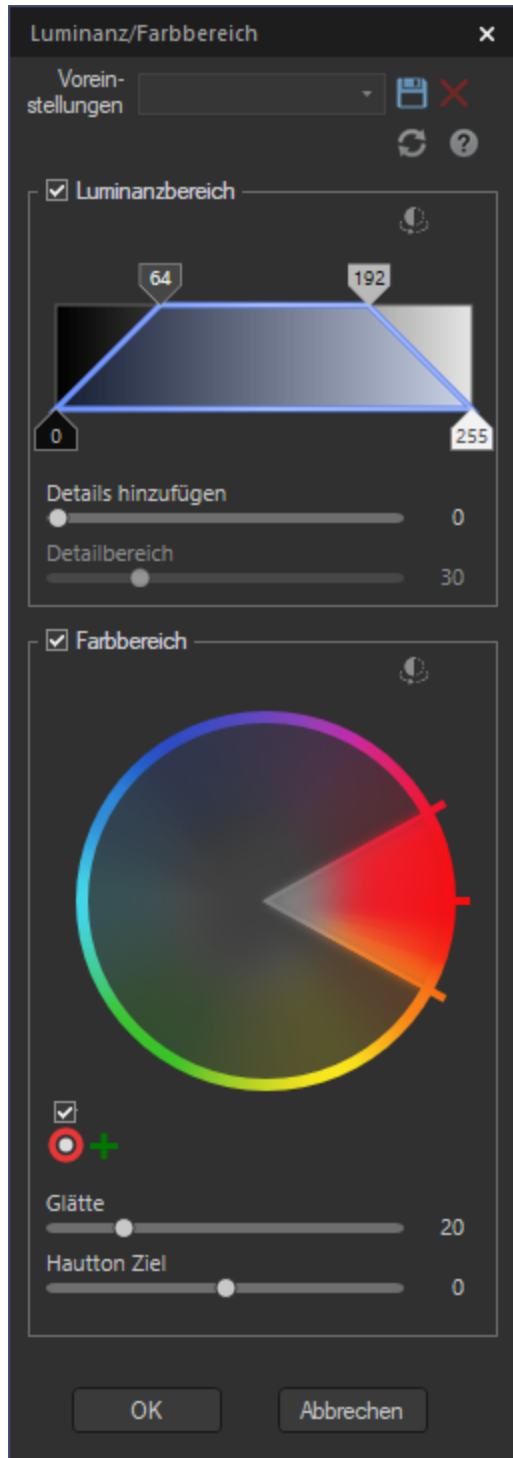 Luminanz/Farbbereich
Vorein-
stellungen
Luminanzbereich
64 192
0 255
Details hinzufügen
0
Detailbereich
30
Farbbereich
Glätte
20
Hautton Ziel
0
OK Abbrechen